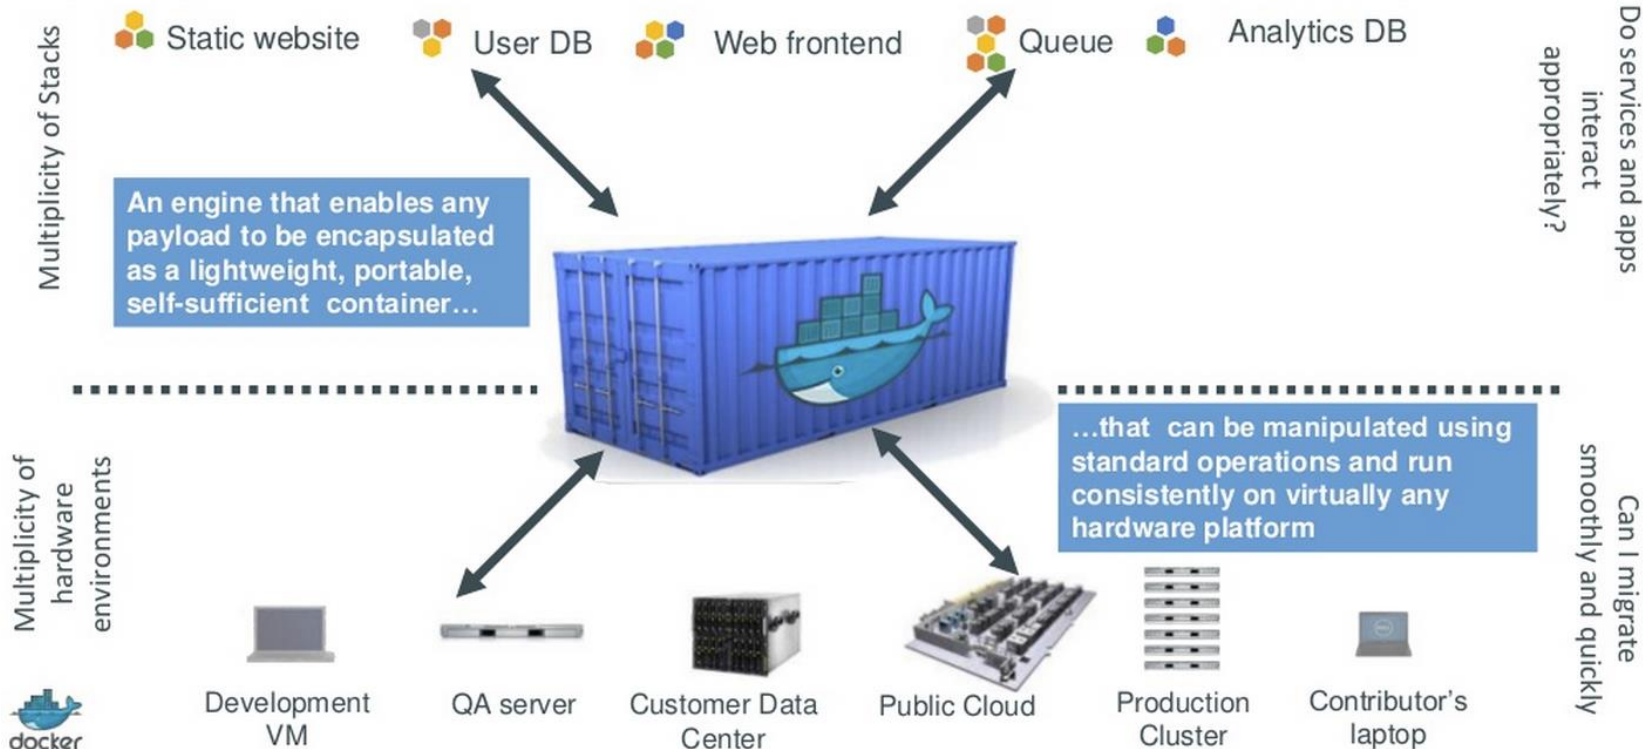 Static website
User DB
Web frontend
Queue
Analytics DB
Multiplicity of Stacks
Do services and apps
interact
appropriately?
An engine that enables any
payload to be encapsulated
as a lightweight, portable,
self-sufficient container…
…that can be manipulated using
standard operations and run
consistently on virtually any
hardware platform
Multiplicity of
hardware
environments
Can I migrate
smoothly and quickly
Development
VM
QA server
Customer Data
Center
Public Cloud
Production
Cluster
Contributor’s
laptop
docker